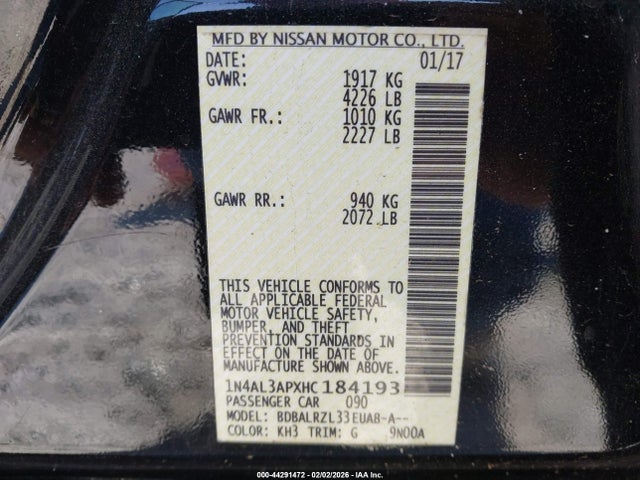 MFD BY NISSAN MOTOR CO., LTD.
DATE: 01/17
GVWR: 1917 KG
4226 LB
GAWR FR.: 1010 KG
2227 LB
GAWR RR.: 940 KG
2072 LB
THIS VEHICLE CONFORMS TO
ALL APPLICABLE FEDERAL
MOTOR VEHICLE SAFETY,
BUMPER, AND THEFT
PREVENTION STANDARDS IN
EFFECT ON THE DATE OF
MANUFACTURE SHOWN ABOVE.
1N4AL3APXHC184193
PASSENGER CAR 090
MODEL: BDBALRZL33EUA8-A--
COLOR: KH3 TRIM: G 9N00A
000-44291472 - 02/02/2026 - IAA Inc.